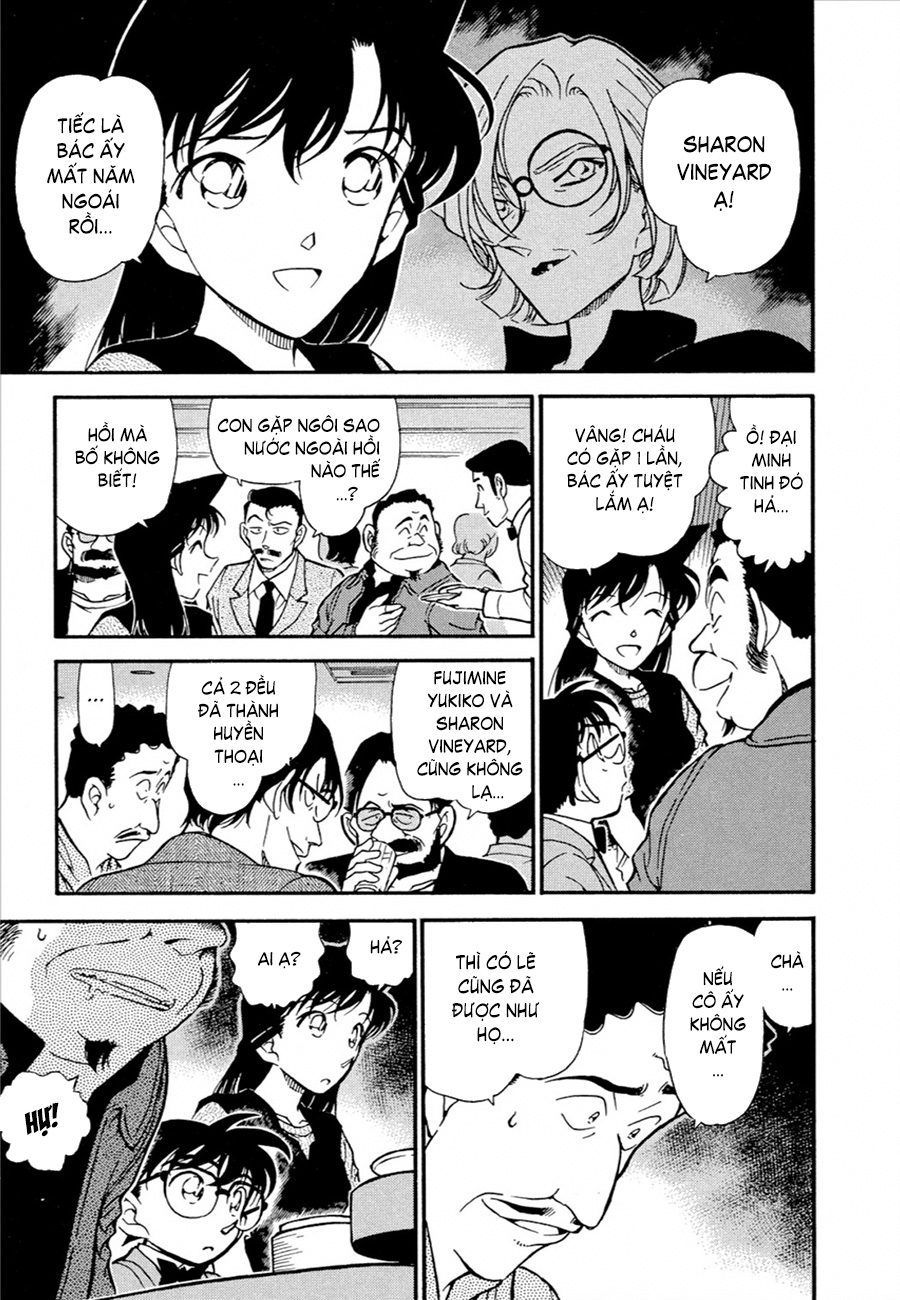 SHARON
VINEYARD
Ạ!
TIẾC LÀ
BÁC ẤY
MẤT NĂM
NGOÁI
RỒI...
Ồ! ĐẠI
MINH
TINH ĐÓ
HẢ...
VÂNG! CHÁU
CÓ GẶP 1 LẦN,
BÁC ẤY TUYỆT
LẮM Ạ!
CON GẶP NGÔI SAO
NƯỚC NGOÀI HỒI
NÀO THẾ
...?
HỒI MÀ
BỐ KHÔNG
BIẾT!
FUJIMINE
YUKIKO VÀ
SHARON
VINEYARD,
CŨNG KHÔNG
LẠ...
CẢ 2 ĐỀU
ĐÃ THÀNH
HUYỀN
THOẠI
...
...
CHÀ
...
NẾU
CÔ ẤY
KHÔNG
MẤT
...
THÌ CÓ LẼ
CŨNG ĐÃ
ĐƯỢC NHƯ
HỌ...
HẢ?
AI Ạ?
HỰ!